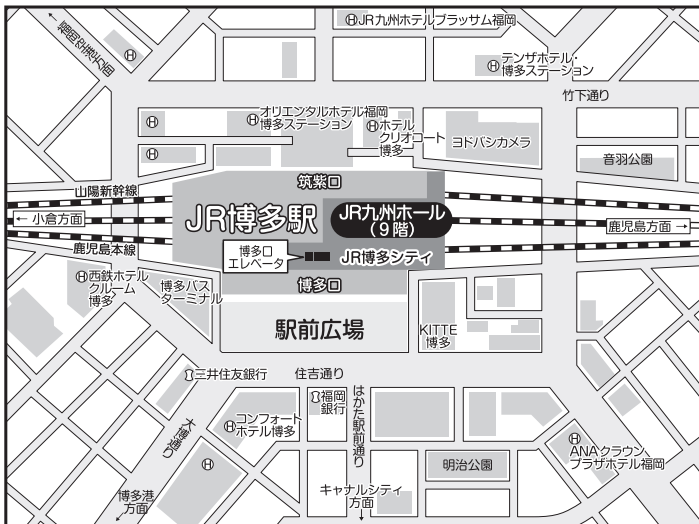 福岡空港方面
Ⓗ
ⒽJR九州ホテルブラッサム福岡
Ⓗテンザホテル・
博多ステーション
竹下通り
Ⓗ
Ⓗ
Ⓗオリエンタルホテル福岡
博多ステーション
Ⓗホテル
クリオコート
博多
ヨドバシカメラ
音羽公園
山陽新幹線
← 小倉方面
鹿児島本線
筑紫口
JR博多駅
JR九州ホール
(9階)
鹿児島方面 →
博多口
エレベータ
JR博多シティ
博多口
Ⓗ西鉄ホテル
クルーム
博多
博多バス
ターミナル
駅前広場
KITTE
博多
三井住友銀行
住吉通り
福岡
銀行
はかた駅前通り
大博通り
Ⓗコンフォート
ホテル博多
Ⓗ
明治公園
Ⓗ
ANAクラウン
プラザホテル福岡
博多港
方面
キャナルシティ
方面